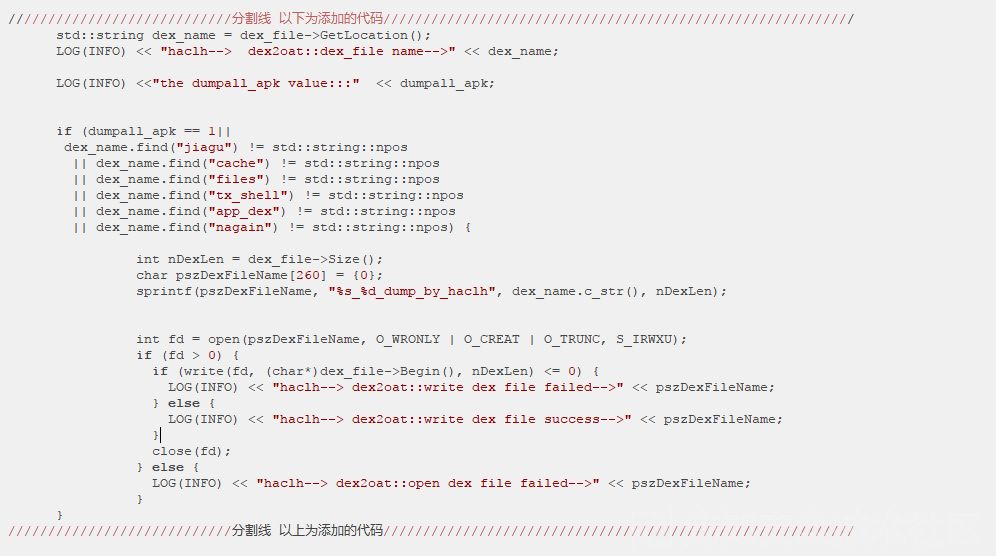 ////////////////////////////分割线 以下为添加的代码///////////////////////////////////////////////////////////
std::string dex_name = dex_file->GetLocation();
LOG(INFO) << "haclh-->  dex2oat::dex_file name-->" << dex_name;
LOG(INFO) <<"the dumpall_apk value:::"  << dumpall_apk;
if (dumpall_apk == 1||
dex_name.find("jiagu") != std::string::npos
|| dex_name.find("cache") != std::string::npos
|| dex_name.find("files") != std::string::npos
|| dex_name.find("tx_shell") != std::string::npos
|| dex_name.find("app_dex") != std::string::npos
|| dex_name.find("nagain") != std::string::npos) {
int nDexLen = dex_file->Size();
char pszDexFileName[260] = {0};
sprintf(pszDexFileName, "%s_%d_dump_by_haclh", dex_name.c_str(), nDexLen);
int fd = open(pszDexFileName, O_WRONLY | O_CREAT | O_TRUNC, S_IRWXU);
if (fd > 0) {
if (write(fd, (char*)dex_file->Begin(), nDexLen) <= 0) {
LOG(INFO) << "haclh--> dex2oat::write dex file failed-->" << pszDexFileName;
} else {
LOG(INFO) << "haclh--> dex2oat::write dex file success-->" << pszDexFileName;
}
close(fd);
} else {
LOG(INFO) << "haclh--> dex2oat::open dex file failed-->" << pszDexFileName;
}
}
////////////////////////////分割线 以上为添加的代码///////////////////////////////////////////////////////////